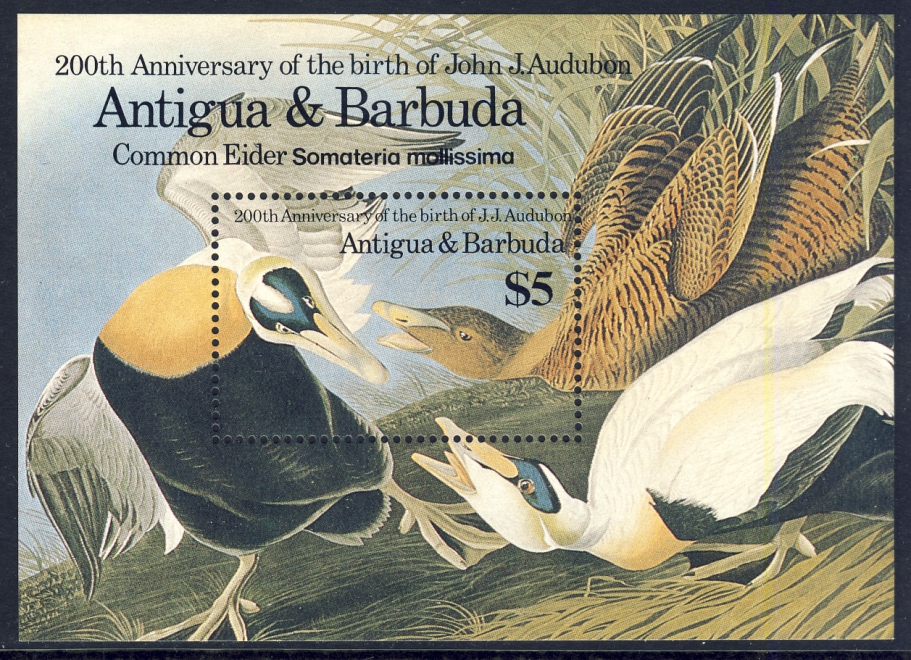 200th Anniversary of the birth of John J. Audubon
Antigua & Barbuda
Common Eider Somateria mollissima
200th Anniversary of the birth of J.J. Audubon
Antigua & Barbuda
$5